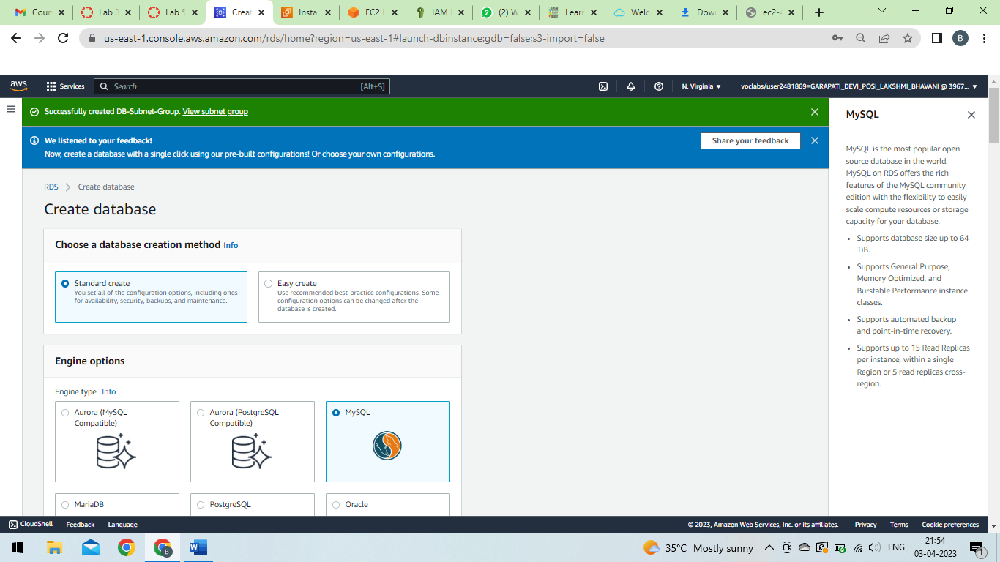 Cour
Lab 3
Lab 5
Creat
Insta
EC2
IAM
(2) W
Learn
Welc
Dow
ec2-
us-east-1.console.aws.amazon.com/rds/home?region=us-east-1#launch-dbinstance:gdb=false;s3-import=false
B
aws
Services
Search
[Alt+S]
N. Virginia
voclabs/user2481869=GARAPATI_DEVI_POSI_LAKSHMI_BHAVANI @ 3967...
Successfully created DB-Subnet-Group. View subnet group
We listened to your feedback!
Now, create a database with a single click using our pre-built configurations! Or choose your own configurations.
Share your feedback
RDS
Create database
Create database
Choose a database creation method Info
Standard create
You set all of the configuration options, including ones
for availability, security, backups, and maintenance.
Easy create
Use recommended best-practice configurations. Some
configuration options can be changed after the
database is created.
Engine options
Engine type Info
Aurora (MySQL
Compatible)
Aurora (PostgreSQL
Compatible)
MySQL
MariaDB
PostgreSQL
Oracle
MySQL
MySQL is the most popular open
source database in the world.
MySQL on RDS offers the rich
features of the MySQL community
edition with the flexibility to easily
scale compute resources or storage
capacity for your database.
• Supports database size up to 64
TiB.
• Supports General Purpose,
Memory Optimized, and
Burstable Performance instance
classes.
• Supports automated backup
and point-in-time recovery.
• Supports up to 15 Read Replicas
per instance, within a single
Region or 5 read replicas cross-
region.
CloudShell
Feedback
Language
© 2023, Amazon Web Services, Inc. or its affiliates.
Privacy
Terms
Cookie preferences
35°C Mostly sunny
ENG
21:54
03-04-2023
1